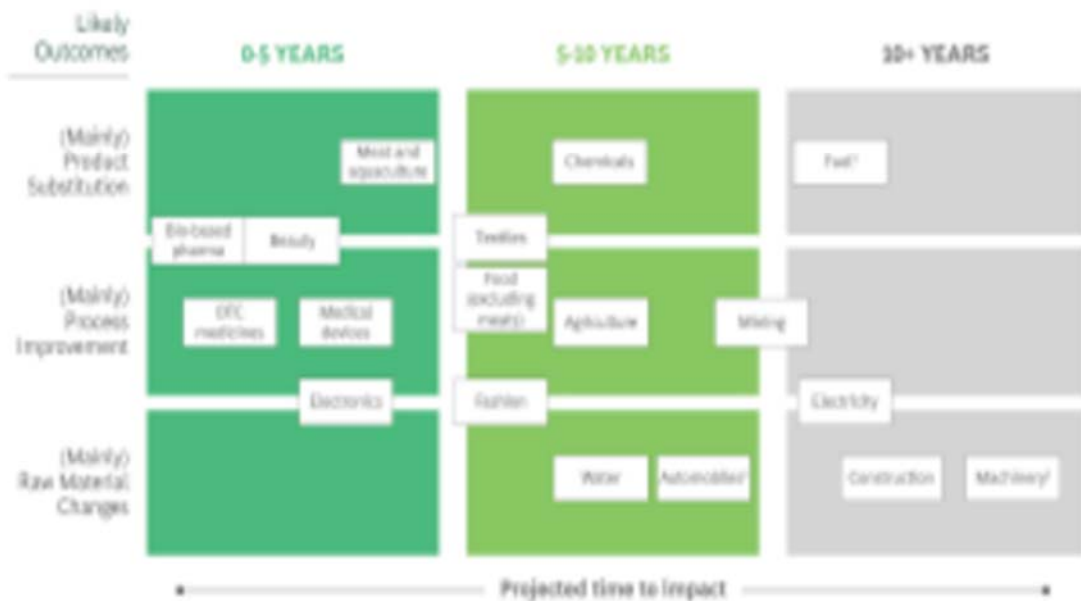 Likely
Outcomes
0-5 YEARS
5-10 YEARS
10+ YEARS
(Mainly)
Product
Substitution
Meat and
aquaculture
Chemicals
Fuel¹
Bio-based
pharma
Beauty
Textiles
(Mainly)
Process
Improvement
OTC
medicines
Medical
devices
Food
(excluding
meats)
Agriculture
Mining
Electronics
Fashion
Electricity
(Mainly)
Raw Material
Changes
Water
Automobiles
Construction
Machinery
Projected time to Impact